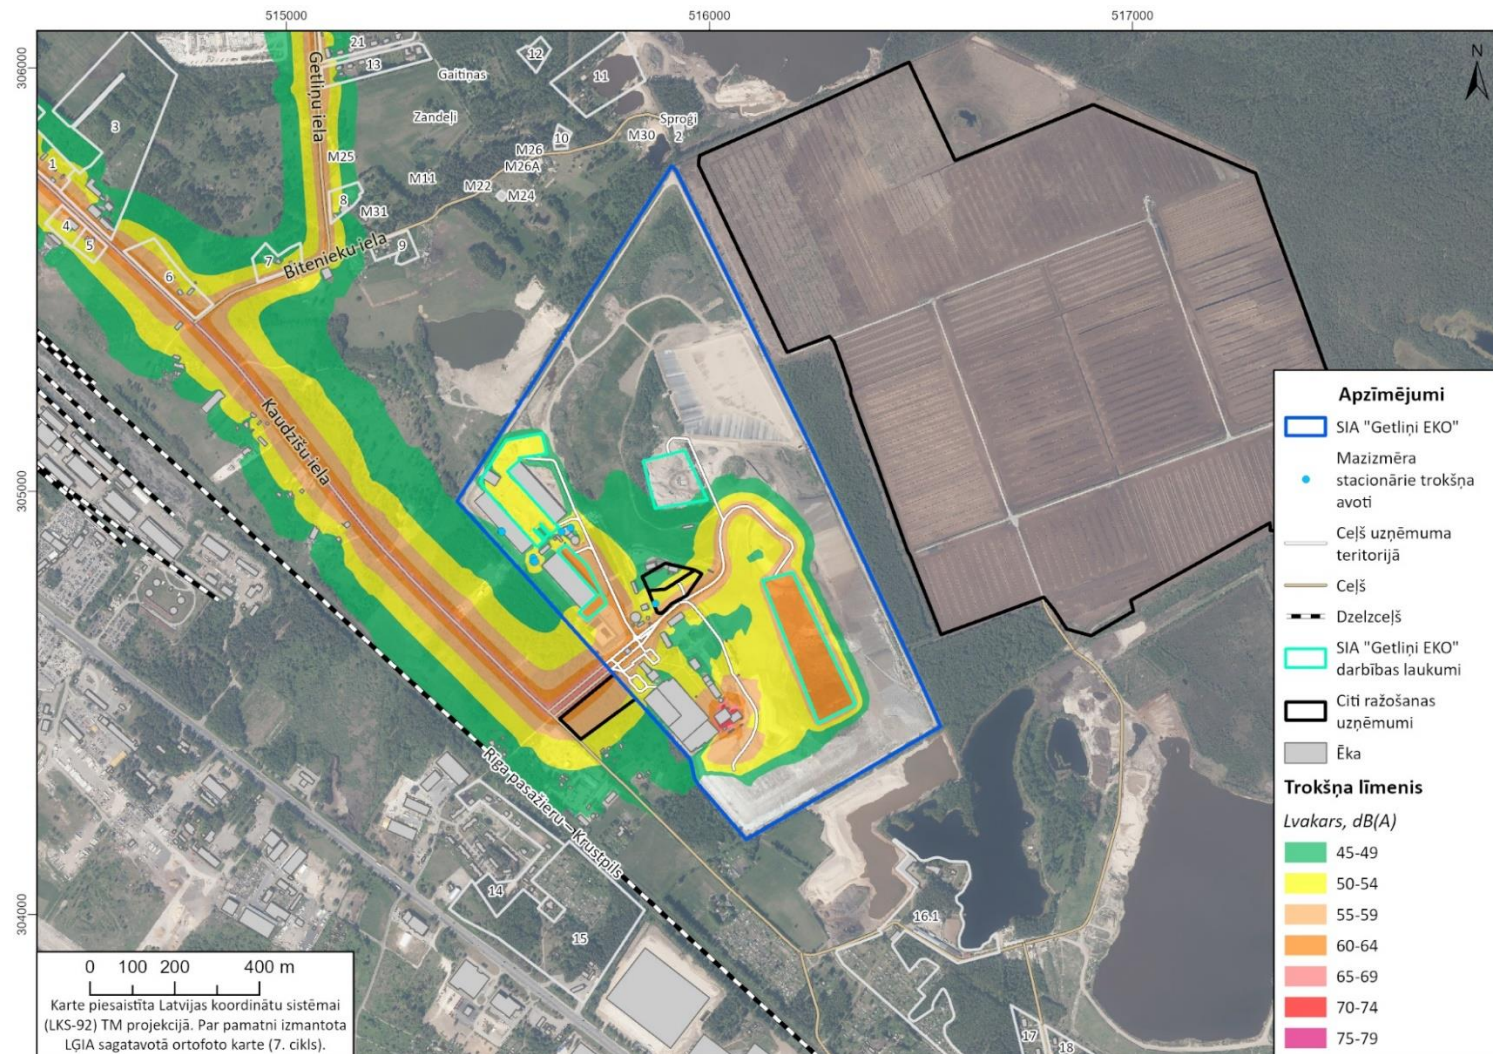 515000
516000
517000
306000
305000
304000
N
21
13
12
11
Gaitiņas
Getliņu iela
3
Zandeļi
10
M30
Sproģi
2
M26
M26A
M25
1
M11
M22
M24
8
M31
4
5
9
7
Bitenieku iela
6
Kaudzīšu iela
Rīga pasažieru – Krustpils
14
15
16.1
17
18
Apzīmējumi
SIA "Getliņi EKO"
Mazizmēra
stacionārie trokšņa
avoti
Ceļš uzņēmuma
teritorijā
Ceļš
Dzelzceļš
SIA "Getliņi EKO"
darbības laukumi
Citi ražošanas
uzņēmumi
Ēka
Trokšņa līmenis
Lvakars, dB(A)
45-49
50-54
55-59
60-64
65-69
70-74
75-79
0 100 200 400 m
Karte piesaistīta Latvijas koordinātu sistēmai
(LKS-92) TM projekcijā. Par pamatni izmantota
LĢIA sagatavotā ortofoto karte (7. cikls).